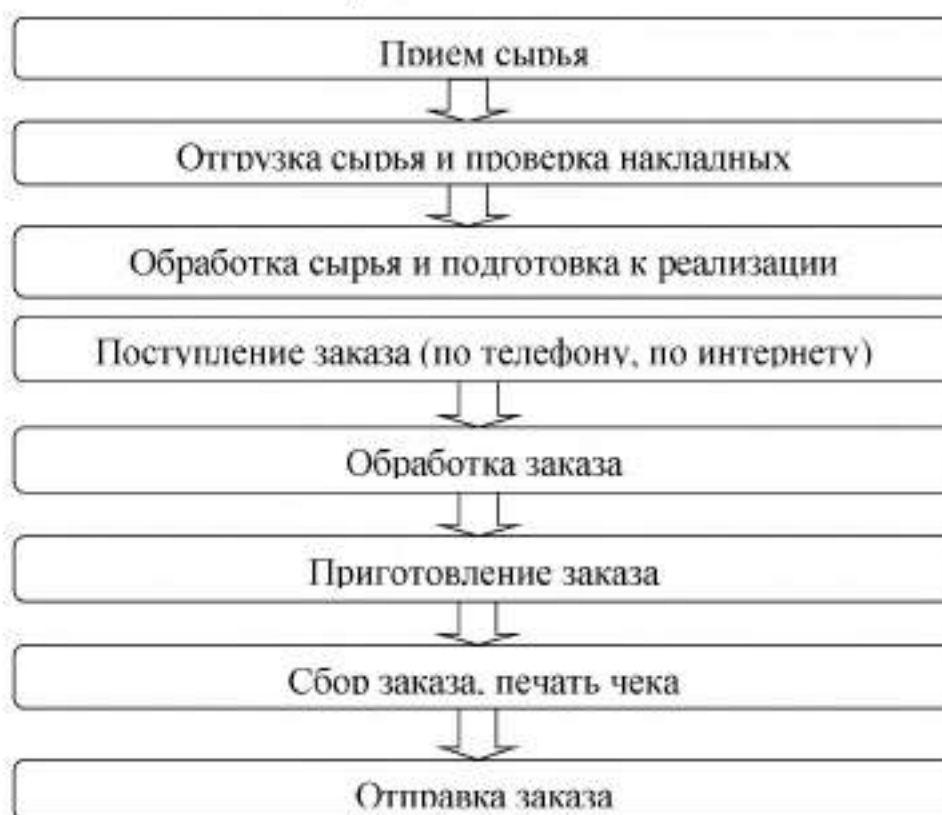 Прием сырья
Отгрузка сырья и проверка накладных
Обработка сырья и подготовка к реализации
Поступление заказа (по телефону, по интернету)
Обработка заказа
Приготовление заказа
Сбор заказа, печать чека
Отправка заказа